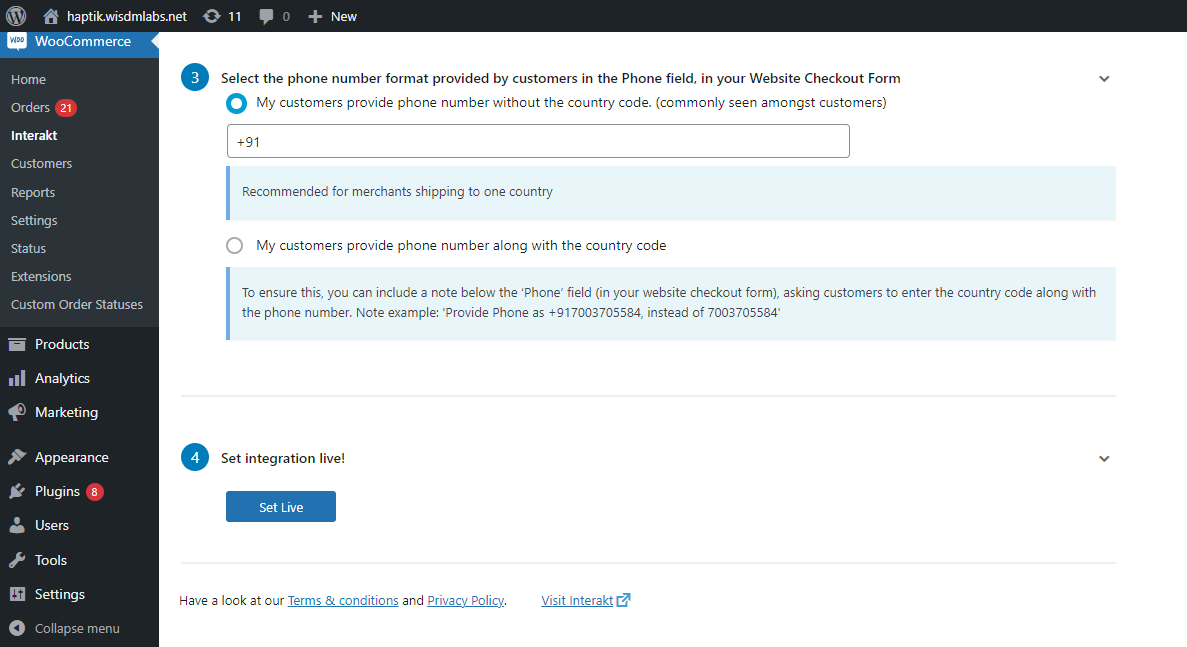 haptik.wisdmlabs.net 11 0 New
WOO WooCommerce
Home
Orders 21
Interakt
Customers
Reports
Settings
Status
Extensions
Custom Order Statuses
Products
Analytics
Marketing
Appearance
Plugins 8
Users
Tools
Settings
Collapse menu
3 Select the phone number format provided by customers in the Phone field, in your Website Checkout Form
My customers provide phone number without the country code. (commonly seen amongst customers)
+91
Recommended for merchants shipping to one country
My customers provide phone number along with the country code
To ensure this, you can include a note below the ‘Phone’ field (in your website checkout form), asking customers to enter the country code along with
the phone number. Note example: 'Provide Phone as +917003705584, instead of 7003705584'
4 Set integration live!
Set Live
Have a look at our Terms & conditions and Privacy Policy. Visit Interakt